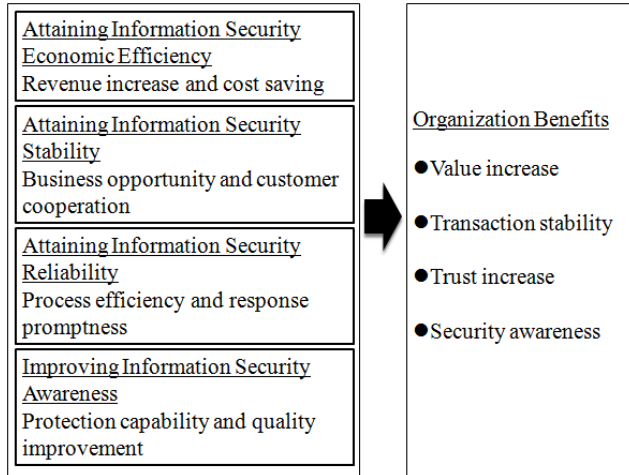 Attaining Information Security
Economic Efficiency
Revenue increase and cost saving
Attaining Information Security
Stability
Business opportunity and customer
cooperation
Attaining Information Security
Reliability
Process efficiency and response
promptness
Improving Information Security
Awareness
Protection capability and quality
improvement
Organization Benefits
●Value increase
●Transaction stability
●Trust increase
●Security awareness